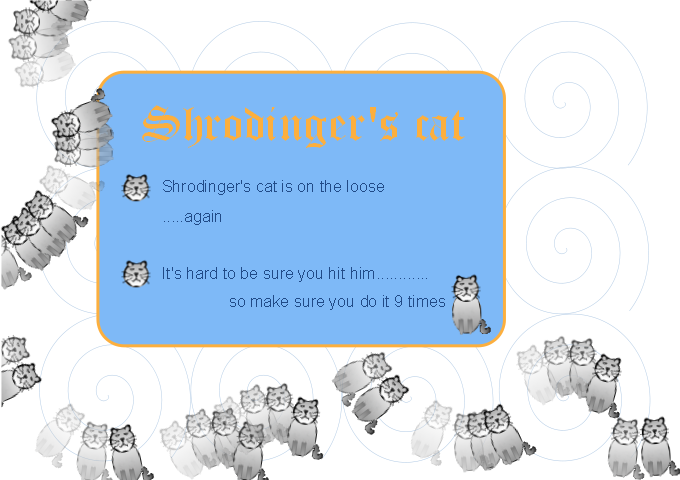 Shrodinger's cat
Shrodinger's cat is on the loose
.....again
It's hard to be sure you hit him............
so make sure you do it 9 times